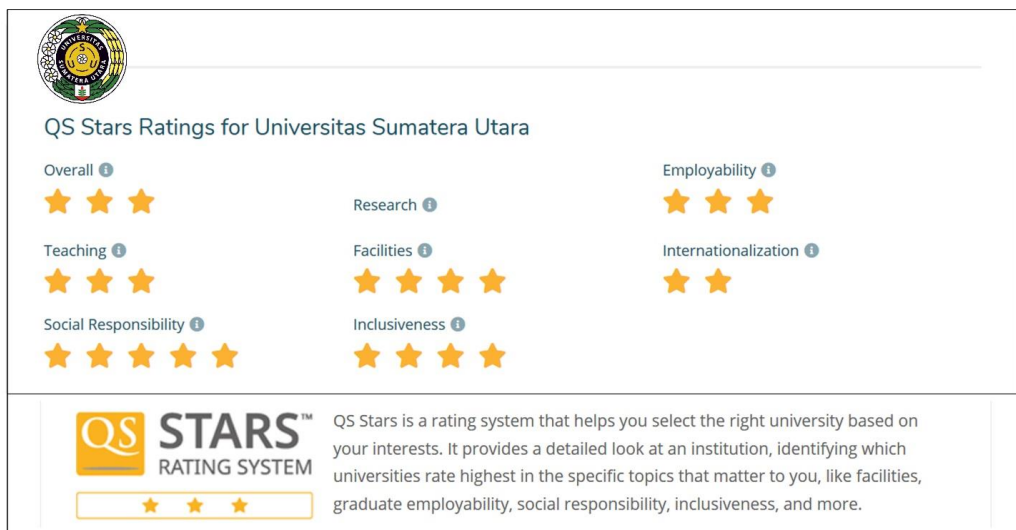 UNIVERSITAS
SU
SUMATERA UTARA
QS Stars Ratings for Universitas Sumatera Utara
Overall i
Research i
Employability i
Teaching i
Facilities i
Internationalization i
Social Responsibility i
Inclusiveness i
QS STARS™
RATING SYSTEM
QS Stars is a rating system that helps you select the right university based on
your interests. It provides a detailed look at an institution, identifying which
universities rate highest in the specific topics that matter to you, like facilities,
graduate employability, social responsibility, inclusiveness, and more.